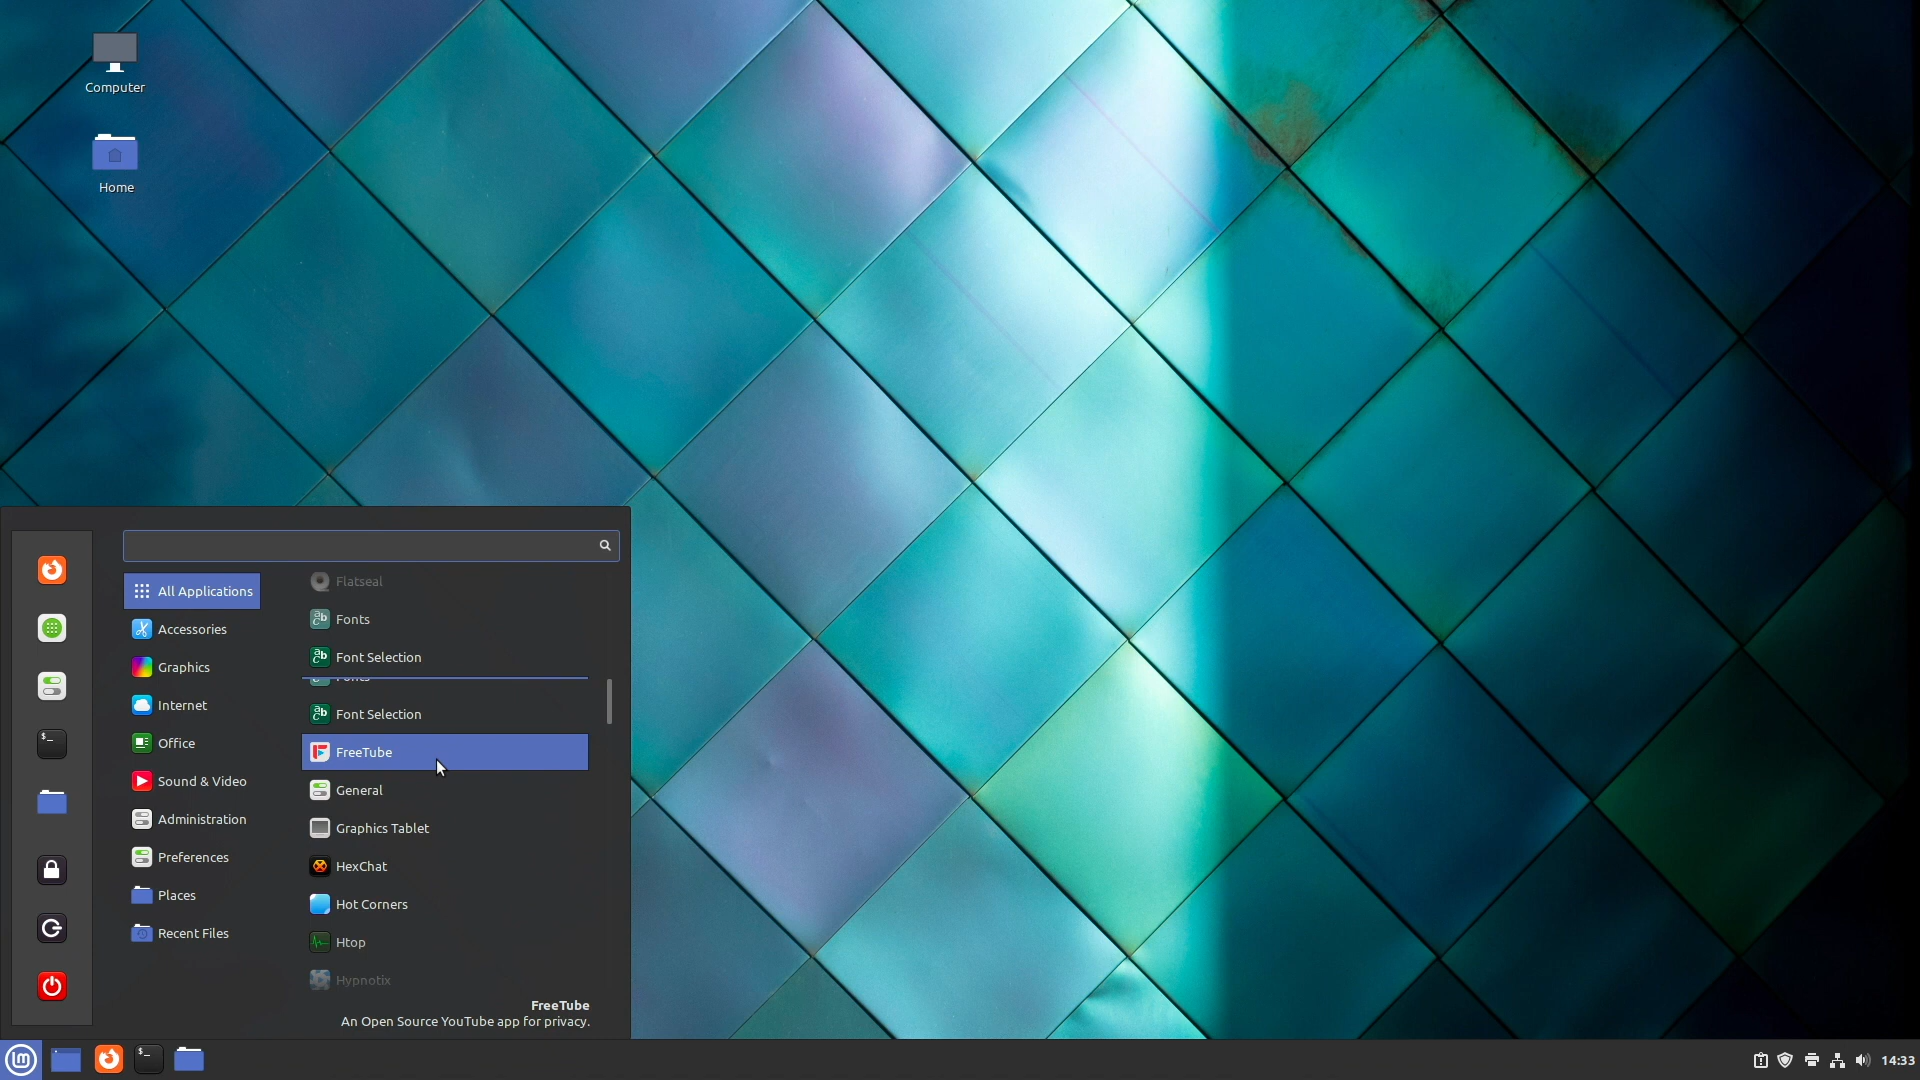 Computer
Home
All Applications
Accessories
Graphics
Internet
Office
Sound & Video
Administration
Preferences
Places
Recent Files
Flatseal
Fonts
Font Selection
Fonts
Font Selection
FreeTube
General
Graphics Tablet
HexChat
Hot Corners
Htop
Hypnotix
FreeTube
An Open Source YouTube app for privacy.
14:33